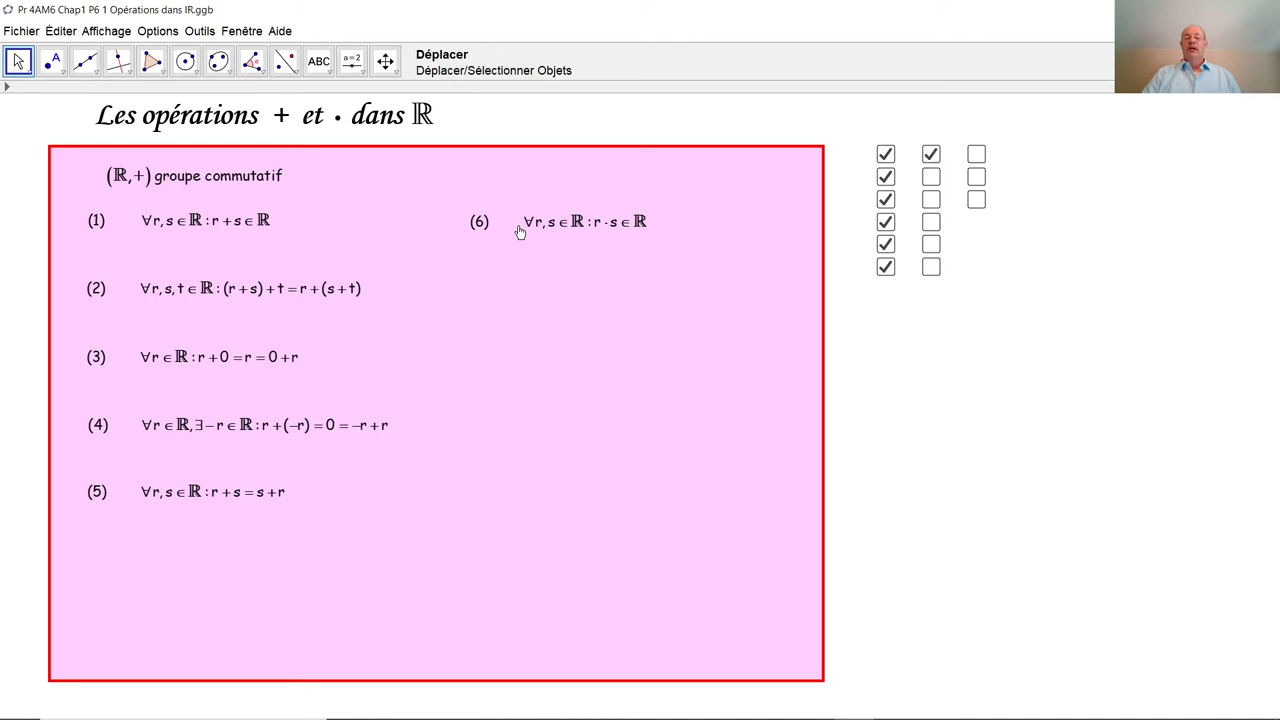 Pr 4AM6 Chap1 P6 1 Opérations dans IR.ggb
Fichier Éditer Affichage Options Outils Fenêtre Aide
A
ABC
a=2
Déplacer
Déplacer/Sélectionner Objets
Les opérations + et · dans ℝ
(ℝ,+) groupe commutatif
(1) ∀r,s∈ℝ:r+s∈ℝ
(6) ∀r,s∈ℝ:r·s∈ℝ
(2) ∀r,s,t∈ℝ:(r+s)+t=r+(s+t)
(3) ∀r∈ℝ:r+0=r=0+r
(4) ∀r∈ℝ,∃-r∈ℝ:r+(-r)=0=-r+r
(5) ∀r,s∈ℝ:r+s=s+r